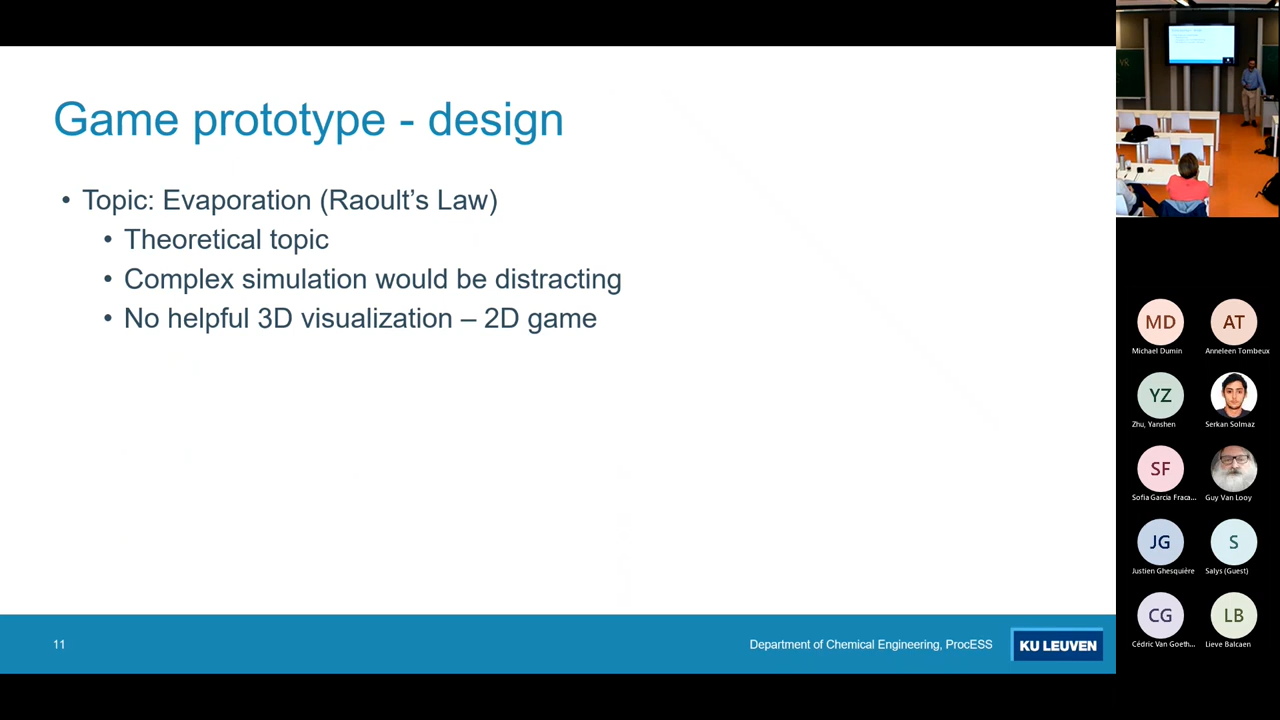 Game prototype - design
• Topic: Evaporation (Raoult's Law)
• Theoretical topic
• Complex simulation would be distracting
• No helpful 3D visualization – 2D game
11
Department of Chemical Engineering, ProcESS
KU LEUVEN
MD
Michael Dumin
AT
Anneleen Tombeux
YZ
Zhu, Yanshen
Serkan Solmaz
SF
Sofia Garcia Fraca...
Guy Van Looy
JG
Justien Ghesquière
S
Salys (Guest)
CG
Cédric Van Goeth...
LB
Lieve Balcaen